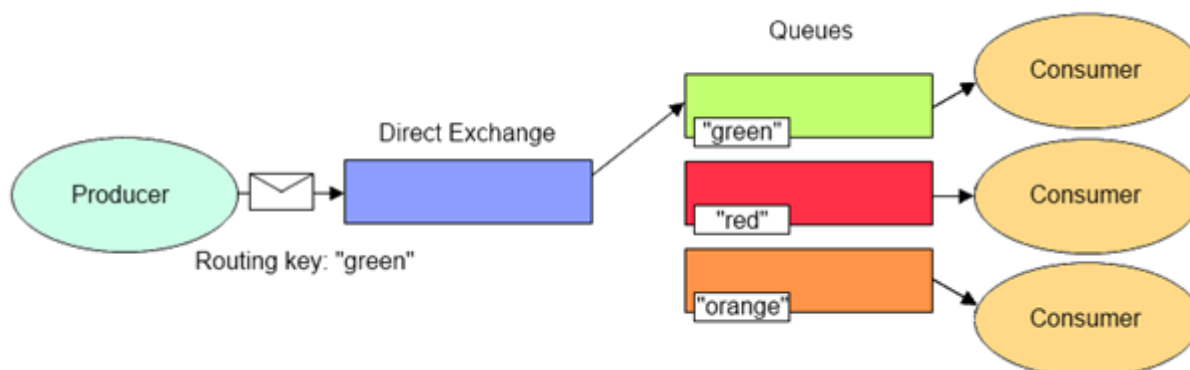 Queues
Consumer
Direct Exchange
"green"
Producer
Consumer
"red"
Routing key: "green"
"orange"
Consumer